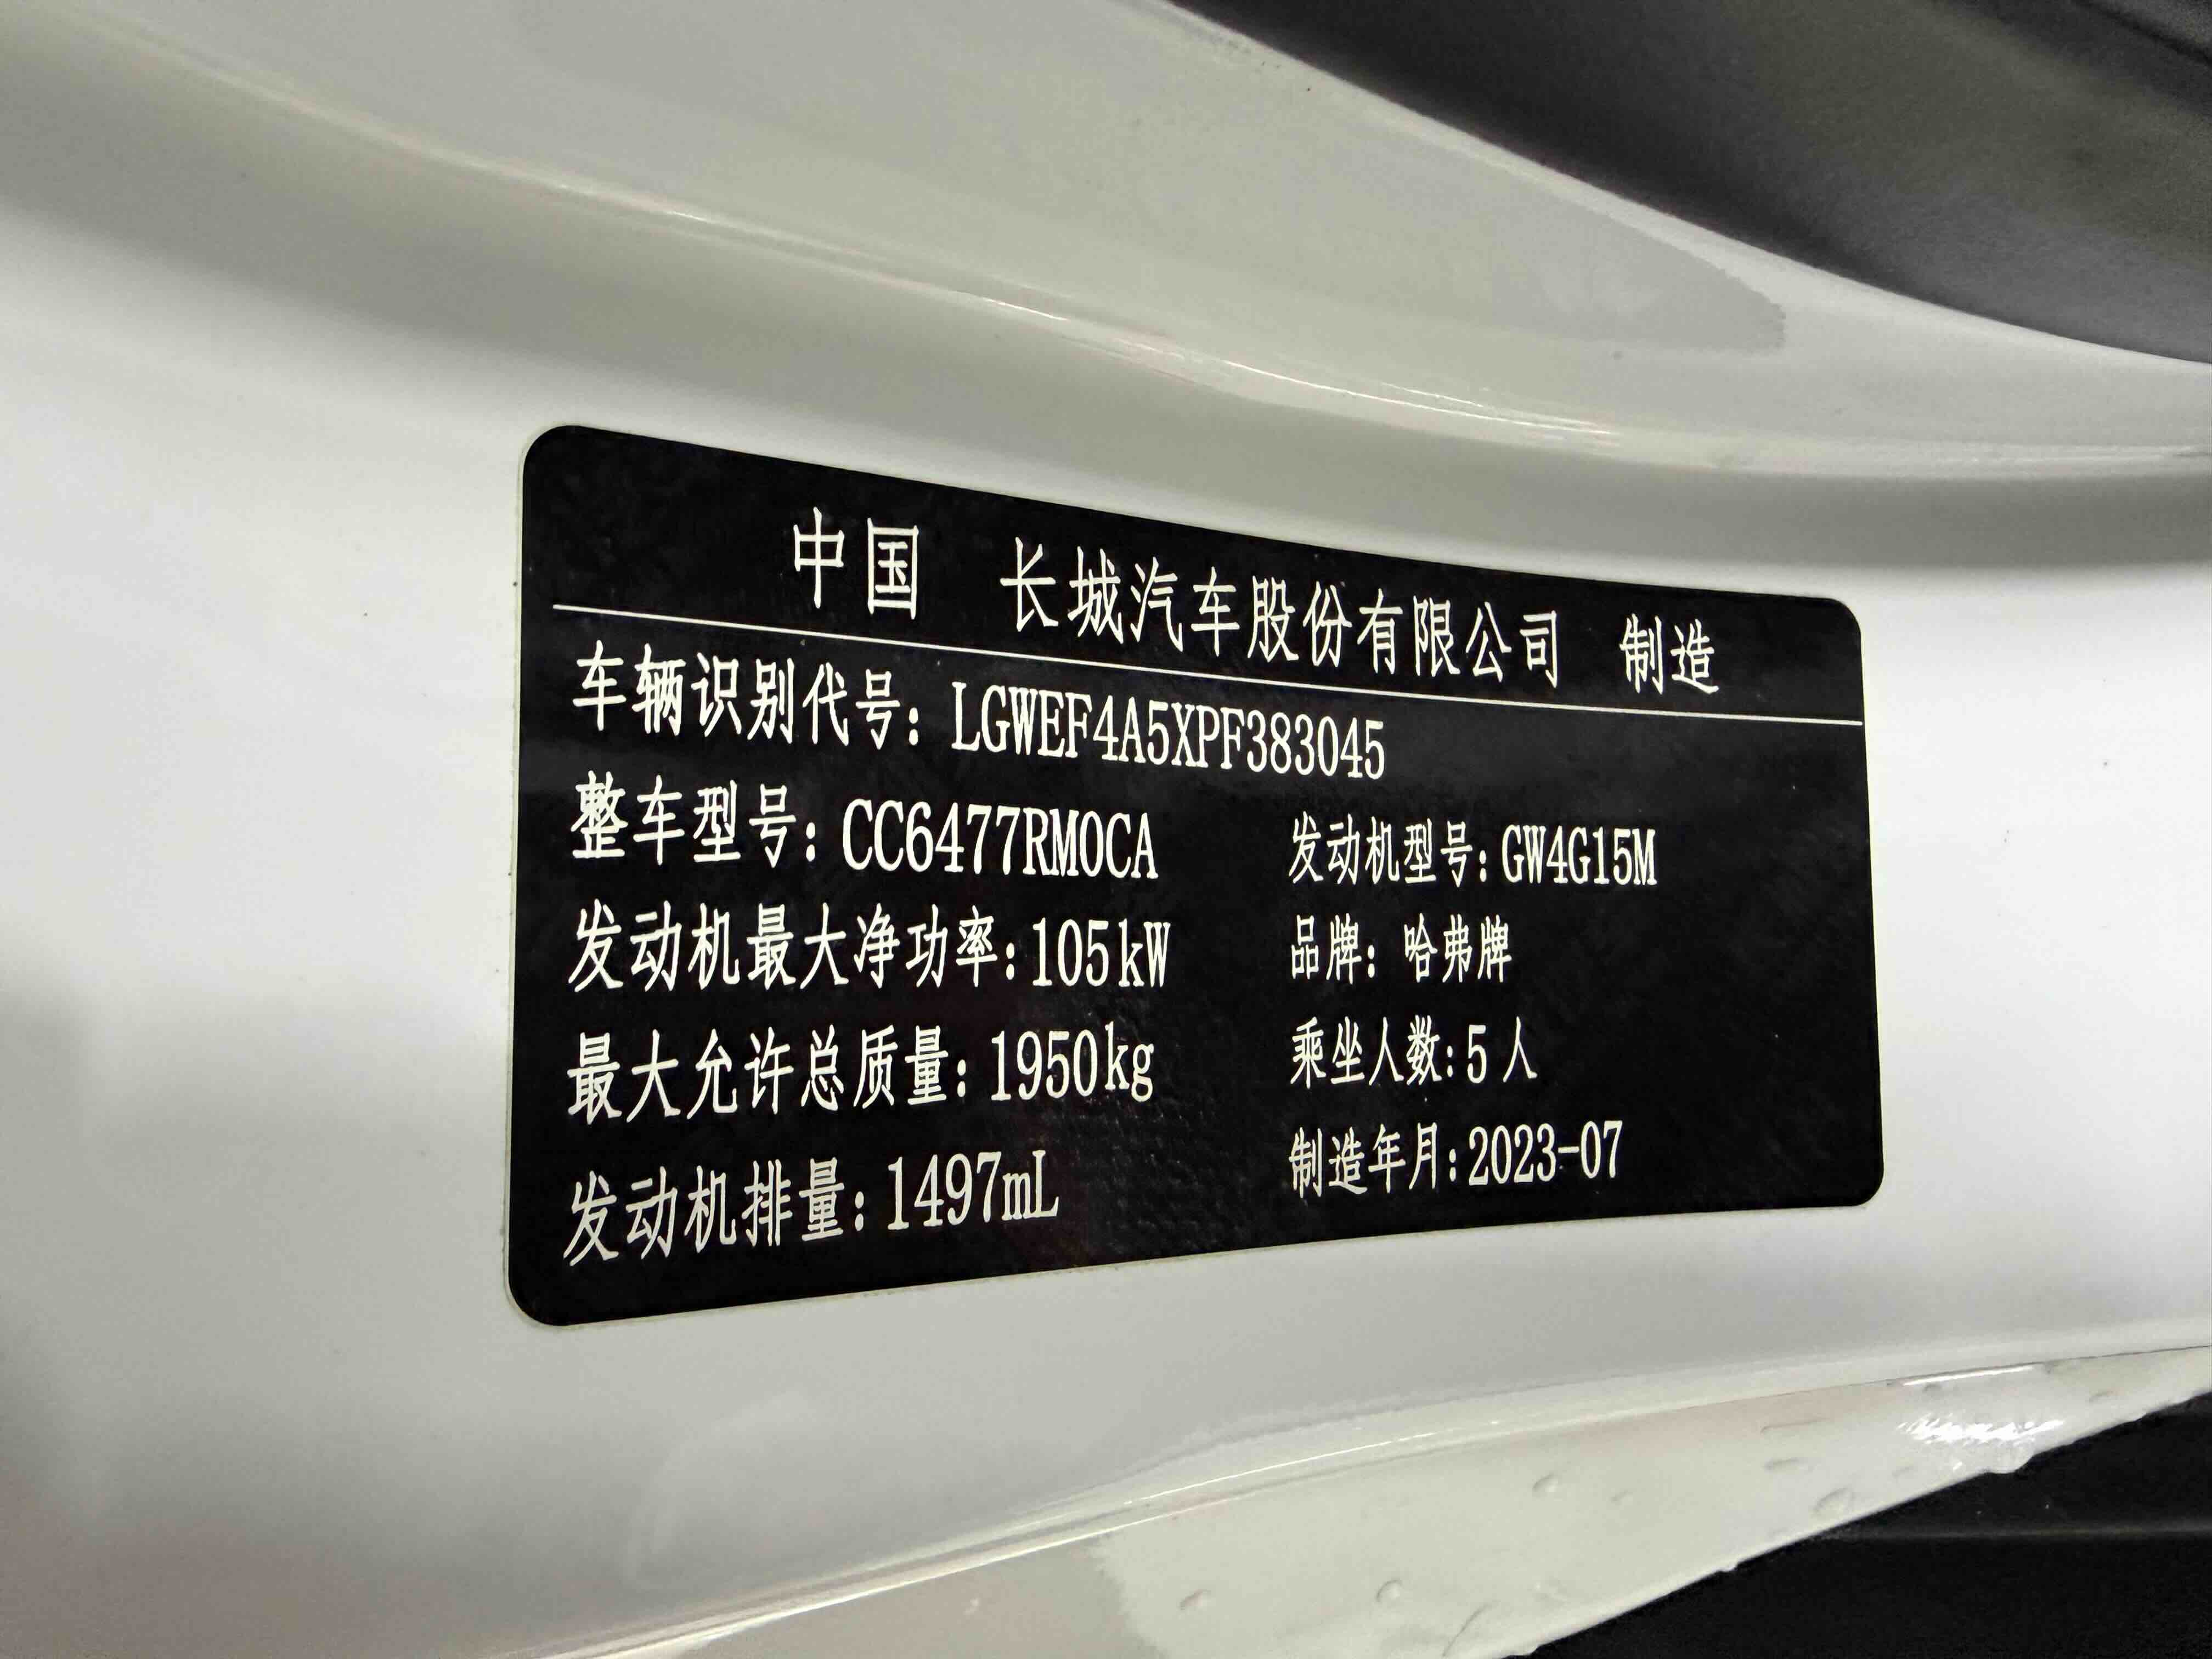 中国 长城汽车股份有限公司 制造
车辆识别代号: LGWEF4A5XPF383045
整车型号: CC6477RM0CA 发动机型号: GW4G15M
发动机最大净功率: 105kW 品牌: 哈弗牌
最大允许总质量: 1950kg 乘坐人数: 5人
发动机排量: 1497mL 制造年月: 2023-07